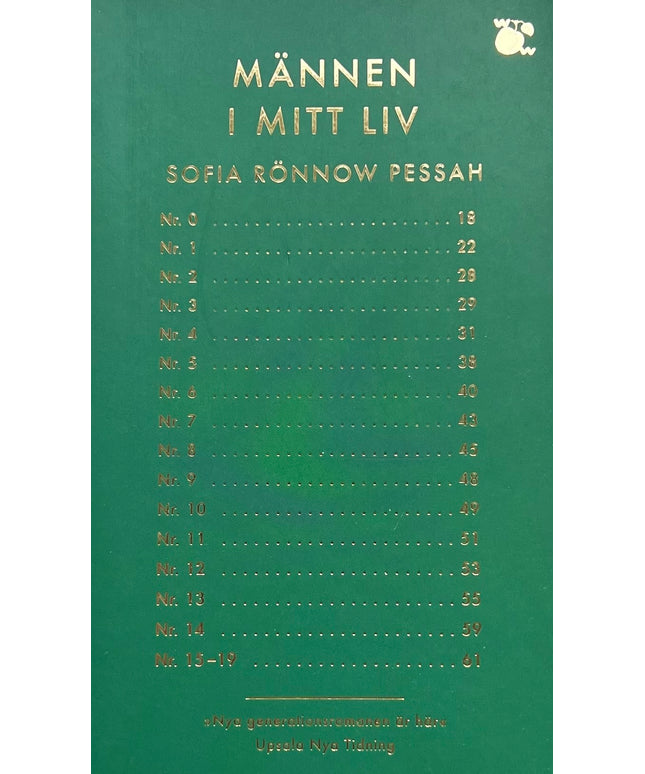 W W
MÄNNEN
I MITT LIV
SOFIA RÖNNOW PESSAH
Nr. 0 ........................ 18
Nr. 1 ........................ 22
Nr. 2 ........................ 28
Nr. 3 ........................ 29
Nr. 4 ........................ 31
Nr. 5 ........................ 38
Nr. 6 ........................ 40
Nr. 7 ........................ 43
Nr. 8 ........................ 45
Nr. 9 ........................ 48
Nr. 10 ....................... 49
Nr. 11 ....................... 51
Nr. 12 ....................... 53
Nr. 13 ....................... 55
Nr. 14 ....................... 59
Nr. 15–19 .................... 61
»Nya generationsromanen är här«
Upsala Nya Tidning